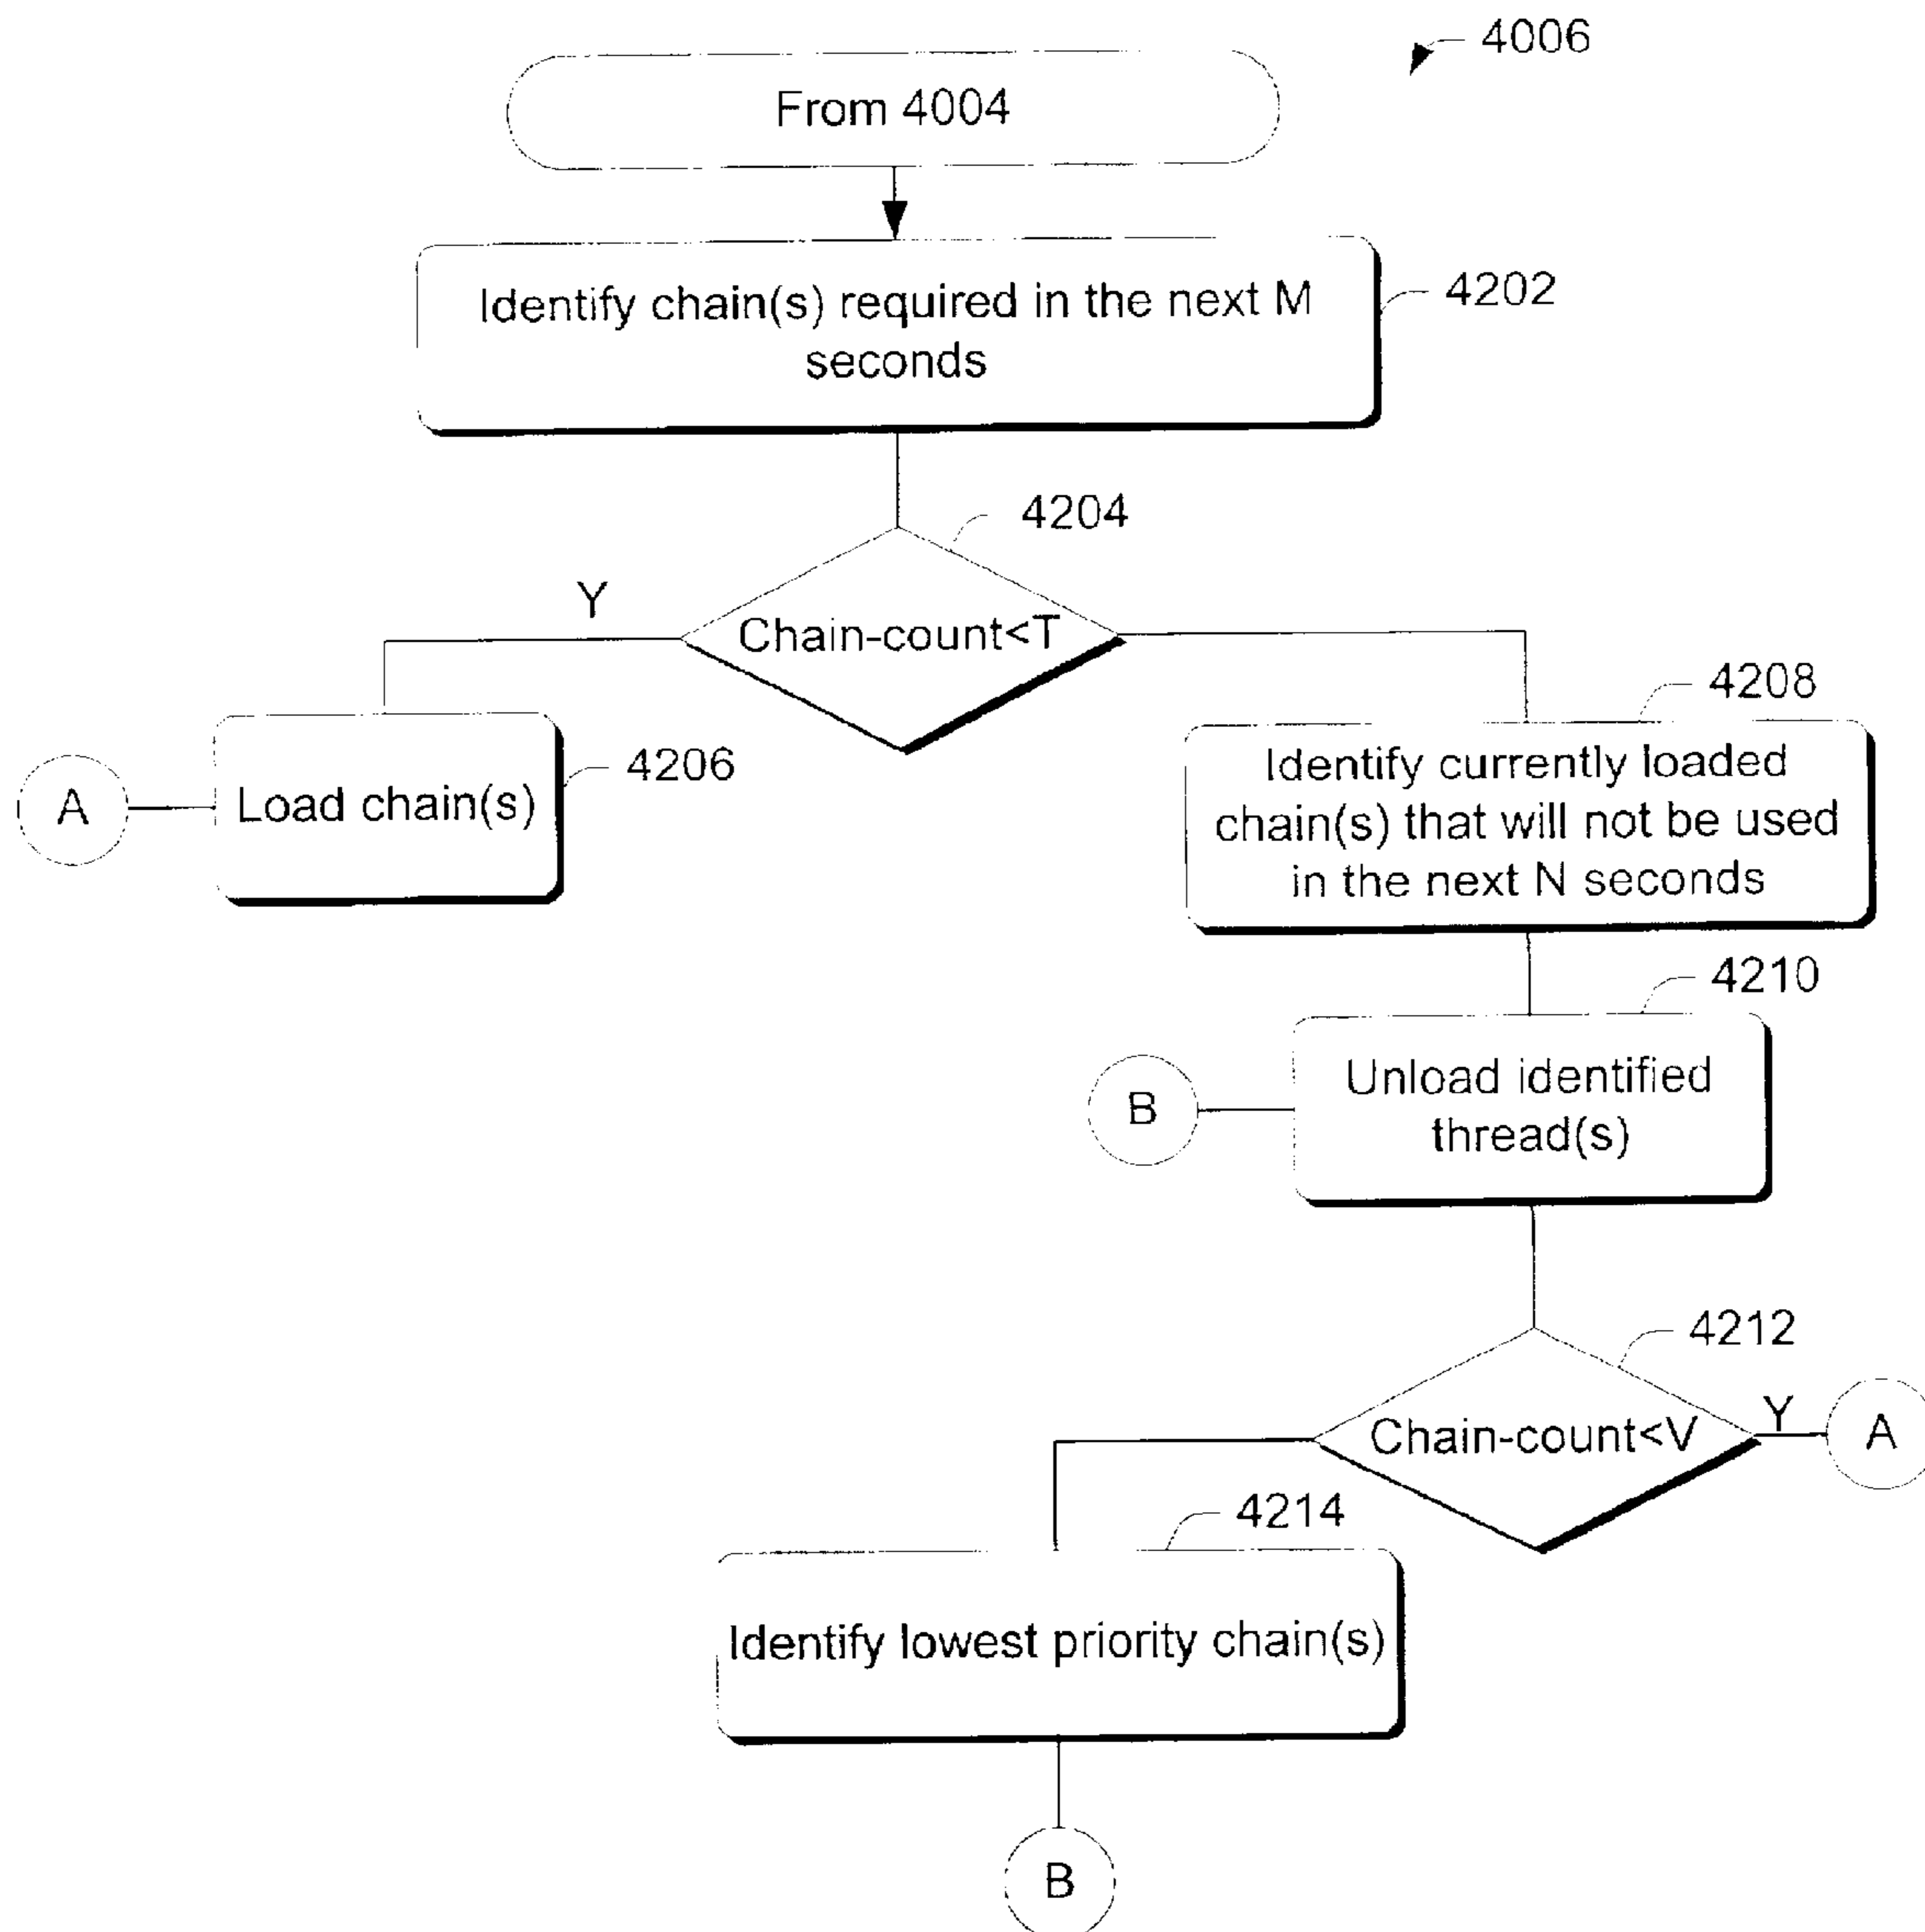 4006
From 4004
Identify chain(s) required in the next M
seconds
4202
4204
Y
Chain-count<T
4206
A
Load chain(s)
4208
Identify currently loaded
chain(s) that will not be used
in the next N seconds
4210
B
Unload identified
thread(s)
4212
Chain-count<V
Y
A
4214
Identify lowest priority chain(s)
B